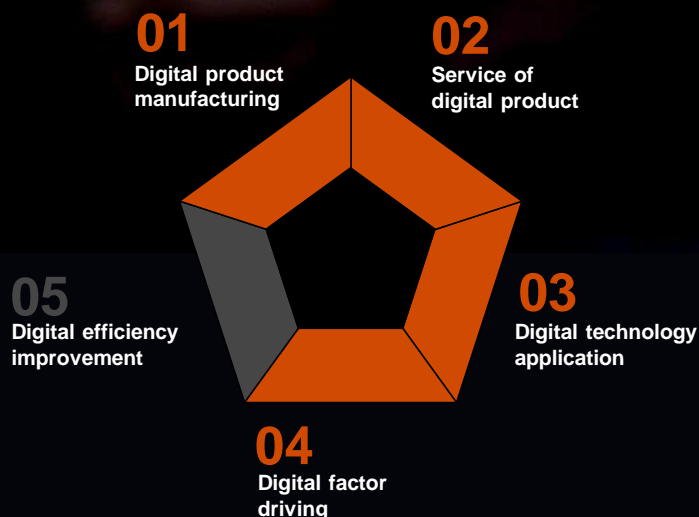 01
Digital product
manufacturing
02
Service of
digital product
03
Digital technology
application
04
Digital factor
driving
05
Digital efficiency
improvement